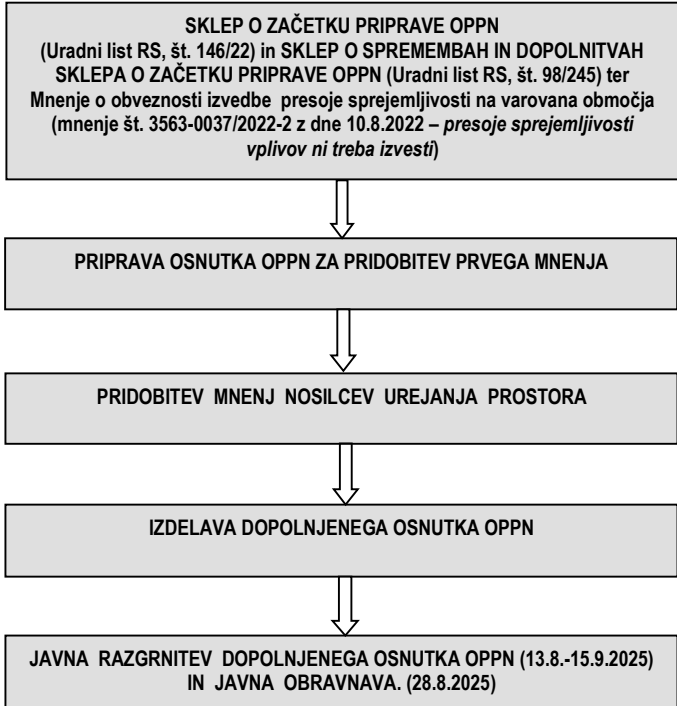 SKLEP O ZAČETKU PRIPRAVE OPPN
(Uradni list RS, št. 146/22) in SKLEP O SPREMEMBAH IN DOPOLNITVAH
SKLEPA O ZAČETKU PRIPRAVE OPPN (Uradni list RS, št. 98/245) ter
Mnenje o obveznosti izvedbe presoje sprejemljivosti na varovana območja
(mnenje št. 3563-0037/2022-2 z dne 10.8.2022 – presoje sprejemljivosti
vplivov ni treba izvesti)
PRIPRAVA OSNUTKA OPPN ZA PRIDOBITEV PRVEGA MNENJA
PRIDOBITEV MNENJ NOSILCEV UREJANJA PROSTORA
IZDELAVA DOPOLNJENEGA OSNUTKA OPPN
JAVNA RAZGRNITEV DOPOLNJENEGA OSNUTKA OPPN (13.8.-15.9.2025)
IN JAVNA OBRAVNAVA. (28.8.2025)